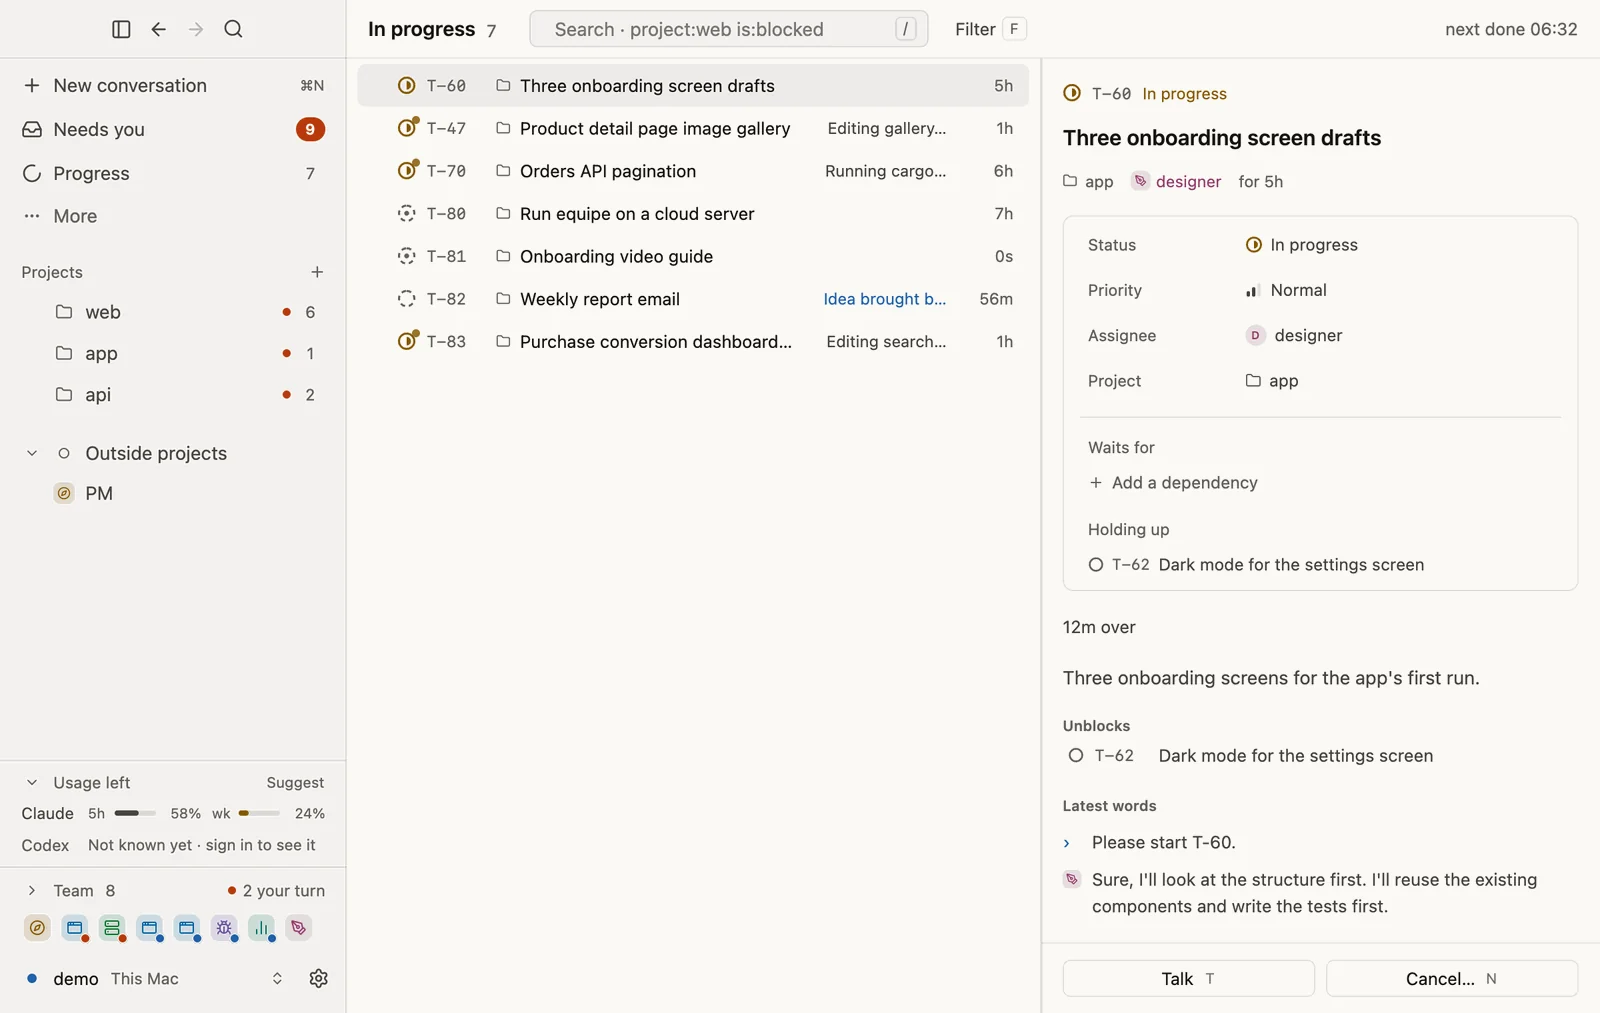 New conversation ⌘N
Needs you 9
Progress 7
More
Projects
web 6
app 1
api 2
Outside projects
PM
Usage left Suggest
Claude 5h 58% wk 24%
Codex Not known yet · sign in to see it
Team 8 2 your turn
demo This Mac
In progress 7
Search · project:web is:blocked /
Filter F
next done 06:32
T-60 Three onboarding screen drafts 5h
T-47 Product detail page image gallery Editing gallery... 1h
T-70 Orders API pagination Running cargo... 6h
T-80 Run equipe on a cloud server 7h
T-81 Onboarding video guide 0s
T-82 Weekly report email Idea brought b... 56m
T-83 Purchase conversion dashboard... Editing search... 1h
T-60 In progress
Three onboarding screen drafts
app designer for 5h
Status In progress
Priority Normal
Assignee D designer
Project app
Waits for
+ Add a dependency
Holding up
T-62 Dark mode for the settings screen
12m over
Three onboarding screens for the app's first run.
Unblocks
T-62 Dark mode for the settings screen
Latest words
› Please start T-60.
Sure, I'll look at the structure first. I'll reuse the existing
components and write the tests first.
Talk T
Cancel... N